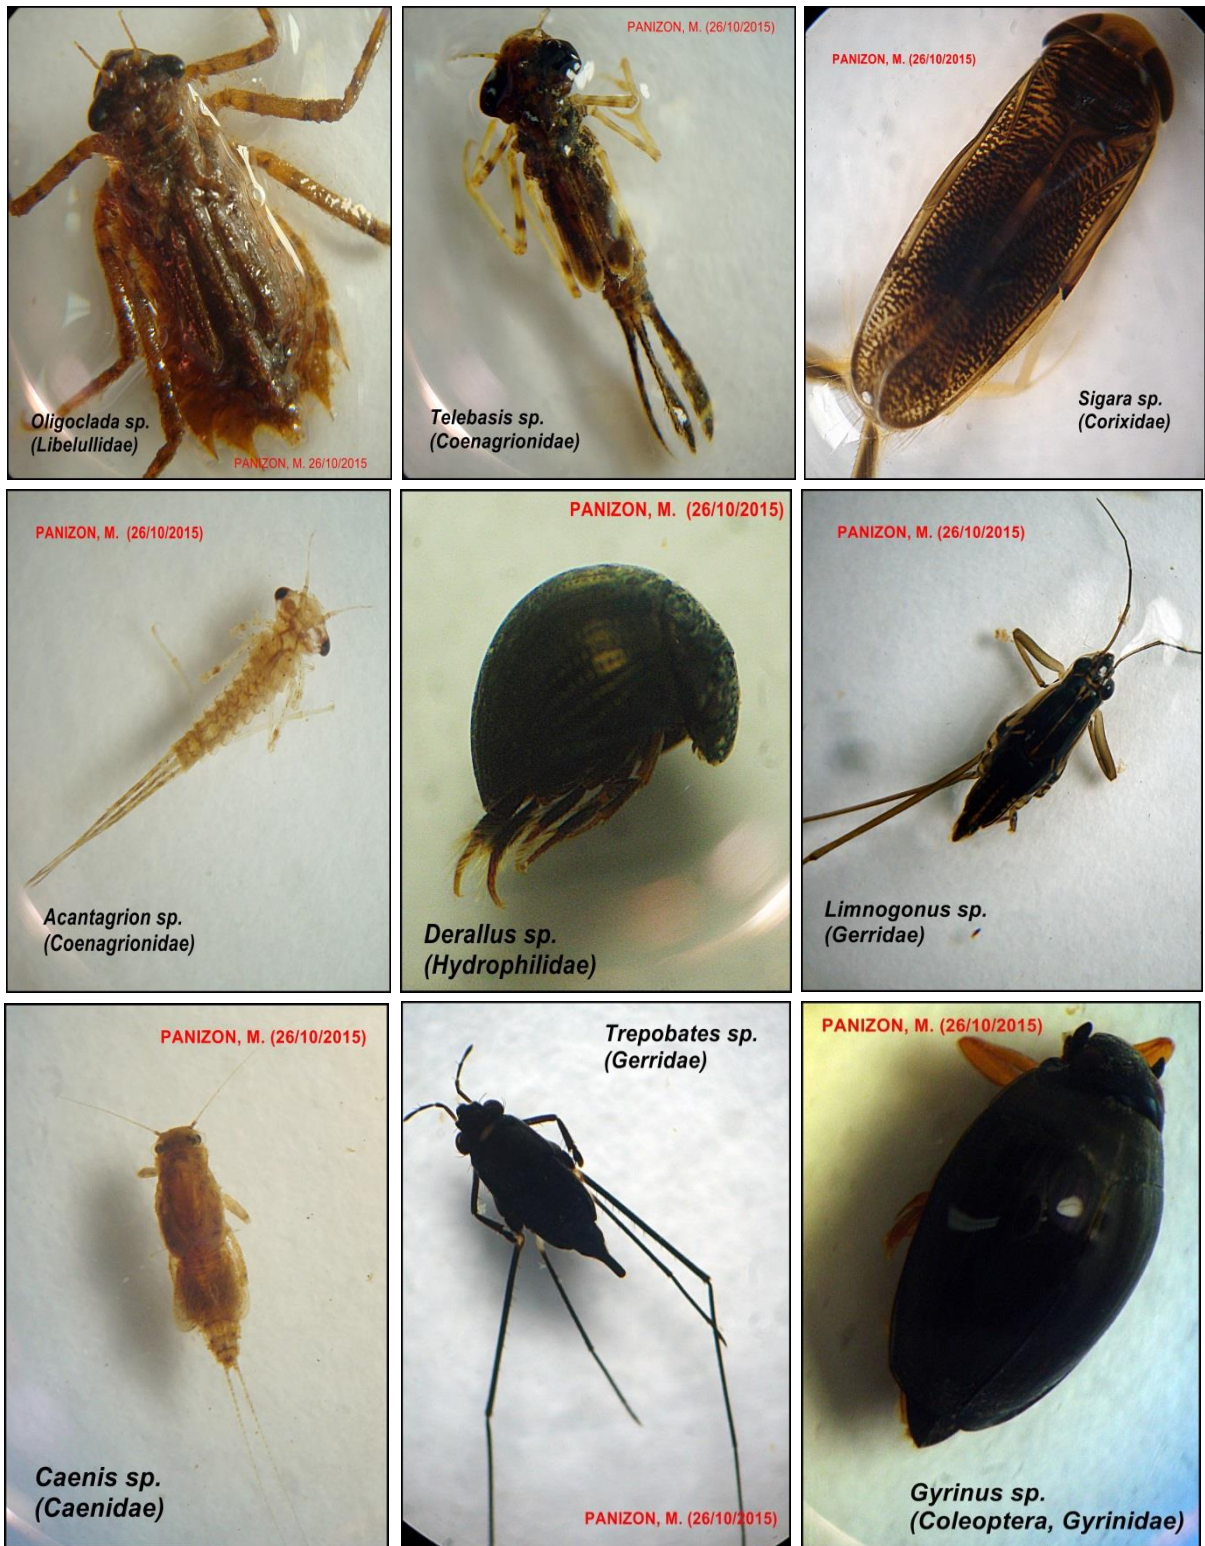 Oligoclada sp.
(Libelullidae)
PANIZON, M. 26/10/2015
PANIZON, M. (26/10/2015)
Telebasis sp.
(Coenagrionidae)
PANIZON, M. (26/10/2015)
Sigara sp.
(Corixidae)
PANIZON, M. (26/10/2015)
Acantagrion sp.
(Coenagrionidae)
PANIZON, M. (26/10/2015)
Derallus sp.
(Hydrophilidae)
PANIZON, M. (26/10/2015)
Limnogonus sp.
(Gerridae)
PANIZON, M. (26/10/2015)
Caenis sp.
(Caenidae)
Trepobates sp.
(Gerridae)
PANIZON, M. (26/10/2015)
PANIZON, M. (26/10/2015)
Gyrinus sp.
(Coleoptera, Gyrinidae)